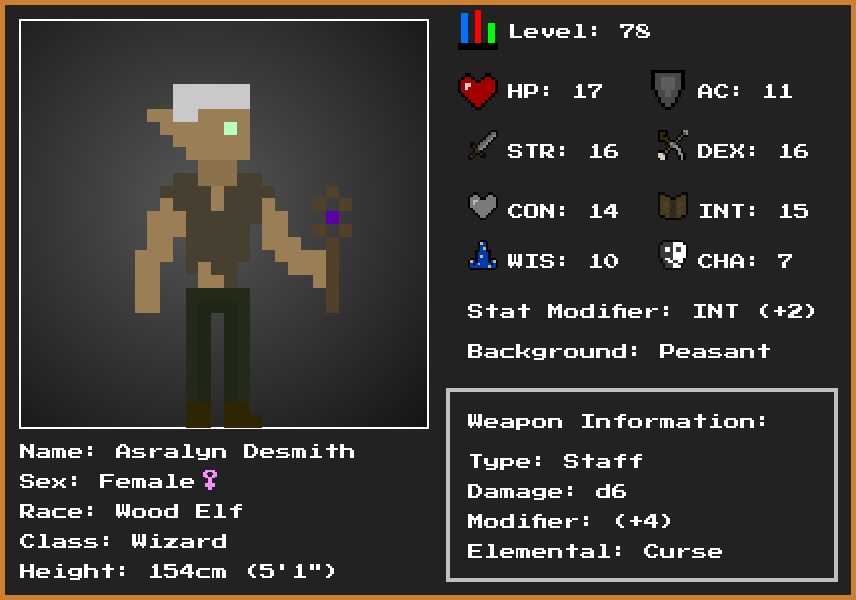 Level: 78
HP: 17 AC: 11
STR: 16 DEX: 16
CON: 14 INT: 15
WIS: 10 CHA: 7
Stat Modifier: INT (+2)
Background: Peasant
Weapon Information:
Type: Staff
Damage: d6
Modifier: (+4)
Elemental: Curse
Name: Asralyn Desmith
Sex: Female♀
Race: Wood Elf
Class: Wizard
Height: 154cm (5'1")